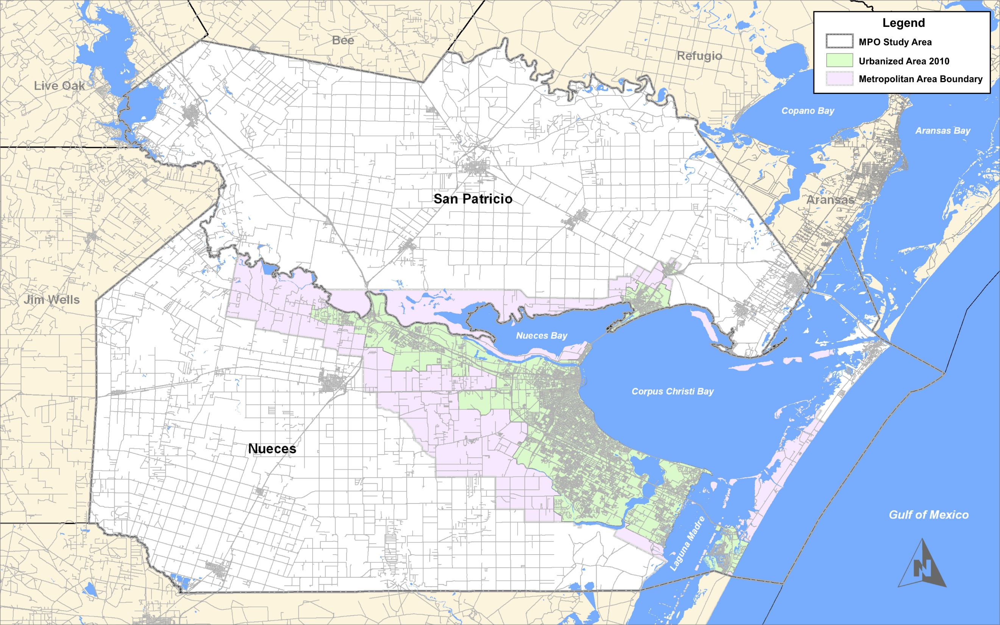 Legend
MPO Study Area
Urbanized Area 2010
Metropolitan Area Boundary
Bee
Refugio
Live Oak
Copano Bay
Aransas Bay
San Patricio
Aransas
Jim Wells
Nueces Bay
Corpus Christi Bay
Nueces
Gulf of Mexico
Laguna Madre
N